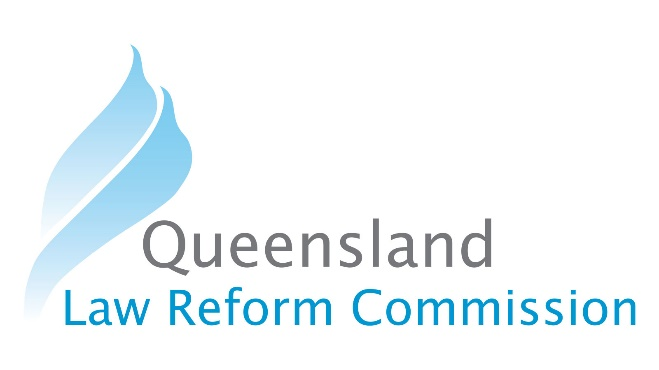 Queensland
Law Reform Commission